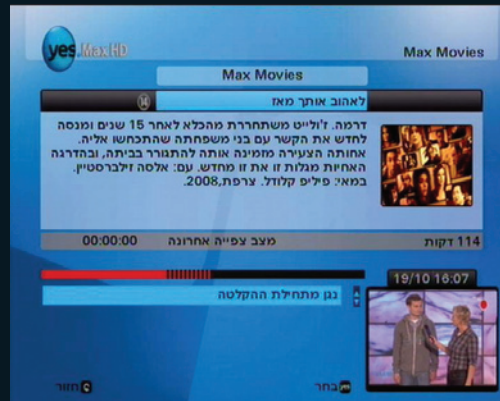 yes Max HD
Max Movies
Max Movies
לאהוב אותך מאז
14
דרמה. ז'ולייט משתחררת מהכלא לאחר 15 שנים ומנסה
לחדש את הקשר עם בני משפחתה שהתכחשו אליה.
אחותה הצעירה מזמינה אותה להתגורר בביתה, ובהדרגה
האחיות מגלות זו את זו מחדש. עם: אלסה זילברסטיין.
במאי: פיליפ קלודל. צרפת,2008.
114 דקות
מצב צפייה אחרונה
00:00:00
19/10 16:07
נגן מתחילת ההקלטה
בחר
חזור